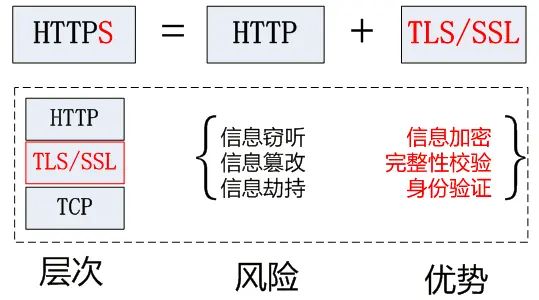 HTTPS = HTTP + TLS/SSL
HTTP
TLS/SSL
TCP
信息窃听
信息篡改
信息劫持
信息加密
完整性校验
身份验证
层次
风险
优势